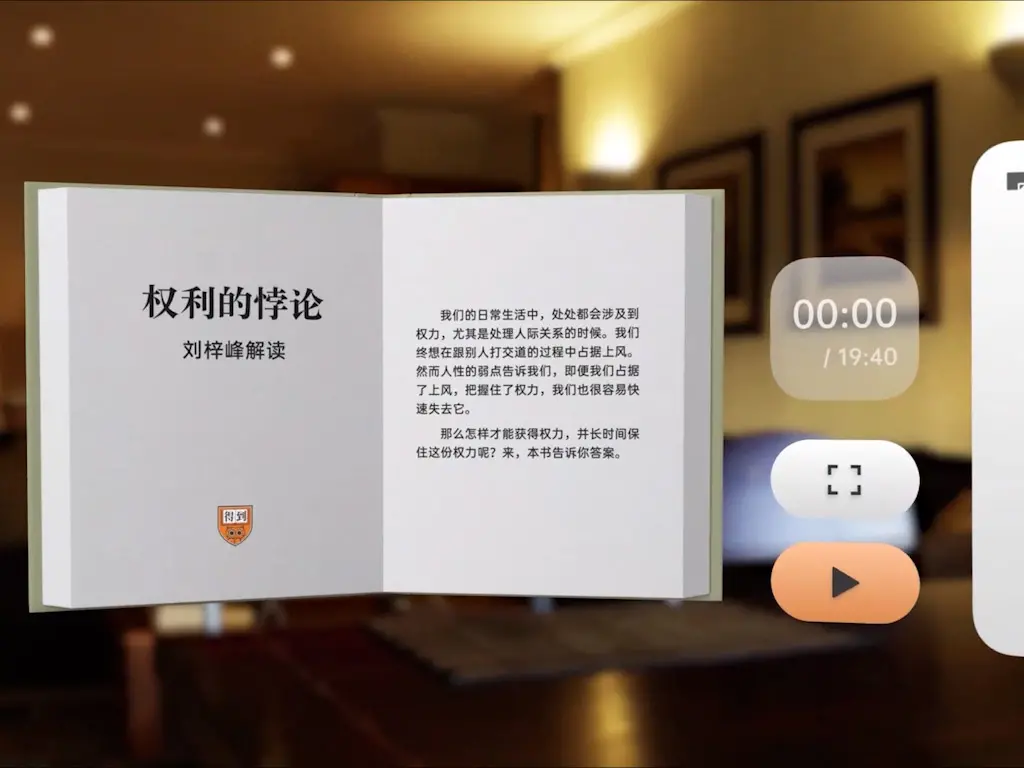 权利的悖论
刘梓峰解读
得到
我们的日常生活中，处处都会涉及到
权力，尤其是处理人际关系的时候。我们
终想在跟别人打交道的过程中占据上风。
然而人性的弱点告诉我们，即便我们占据
了上风，把握住了权力，我们也很容易快
速失去它。
那么怎样才能获得权力，并长时间保
住这份权力呢？来，本书告诉你答案。
00:00
/ 19:40